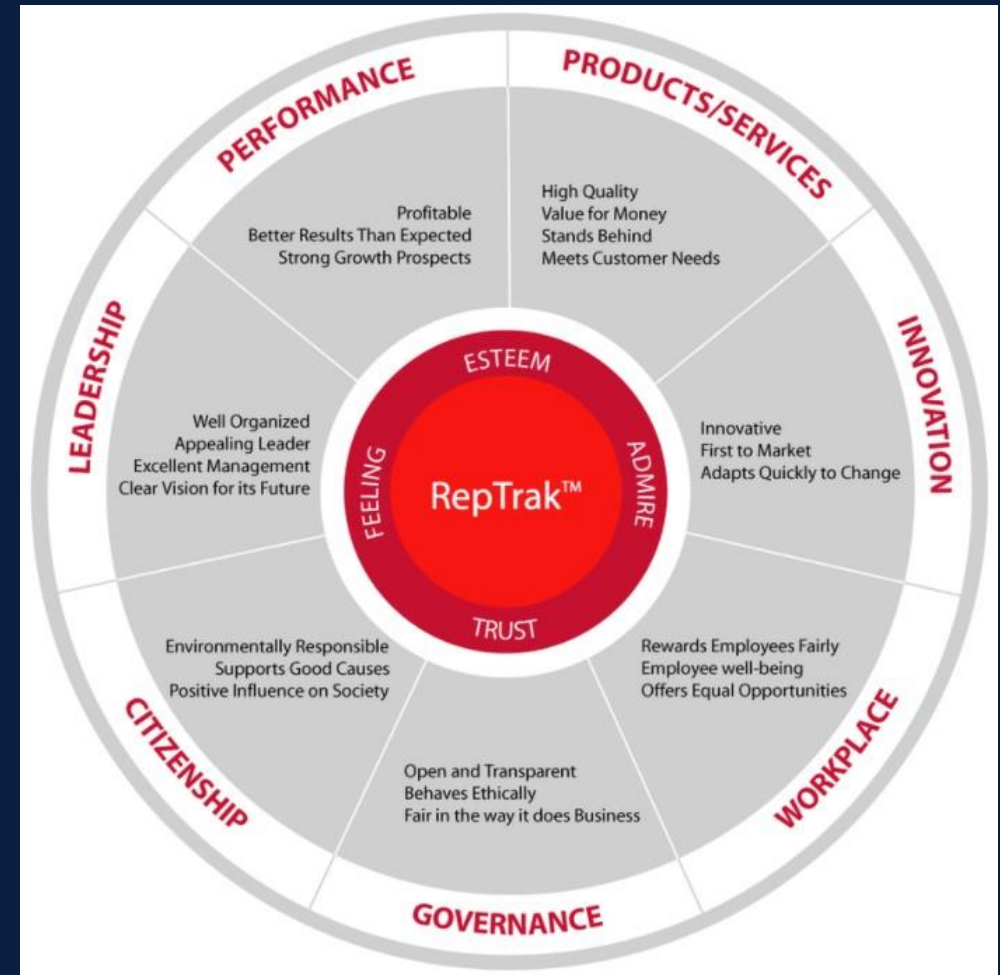 PERFORMANCE
Profitable
Better Results Than Expected
Strong Growth Prospects
PRODUCTS/SERVICES
High Quality
Value for Money
Stands Behind
Meets Customer Needs
INNOVATION
Innovative
First to Market
Adapts Quickly to Change
WORKPLACE
Rewards Employees Fairly
Employee well-being
Offers Equal Opportunities
GOVERNANCE
Open and Transparent
Behaves Ethically
Fair in the way it does Business
CITIZENSHIP
Environmentally Responsible
Supports Good Causes
Positive Influence on Society
LEADERSHIP
Well Organized
Appealing Leader
Excellent Management
Clear Vision for its Future
ESTEEM
ADMIRE
TRUST
FEELING
RepTrak™